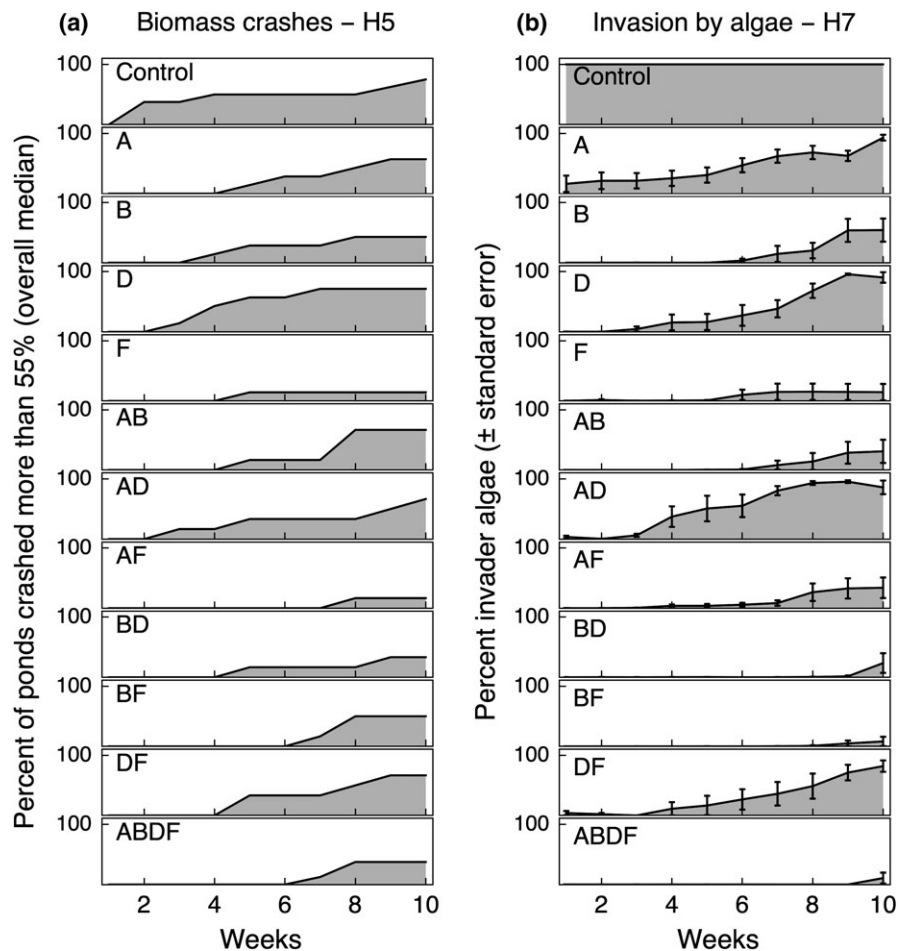 (a) Biomass crashes – H5
Percent of ponds crashed more than 55% (overall median)
100
Control
100
A
100
B
100
D
100
F
100
AB
100
AD
100
AF
100
BD
100
BF
100
DF
100
ABDF
2 4 6 8 10
Weeks
(b) Invasion by algae – H7
Percent invader algae (± standard error)
100
Control
100
A
100
B
100
D
100
F
100
AB
100
AD
100
AF
100
BD
100
BF
100
DF
100
ABDF
2 4 6 8 10
Weeks